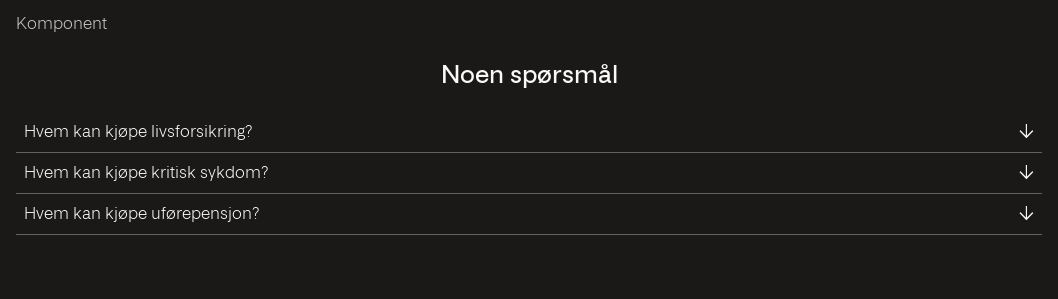 Komponent
Noen spørsmål
Hvem kan kjøpe livsforsikring?
Hvem kan kjøpe kritisk sykdom?
Hvem kan kjøpe uførepensjon?